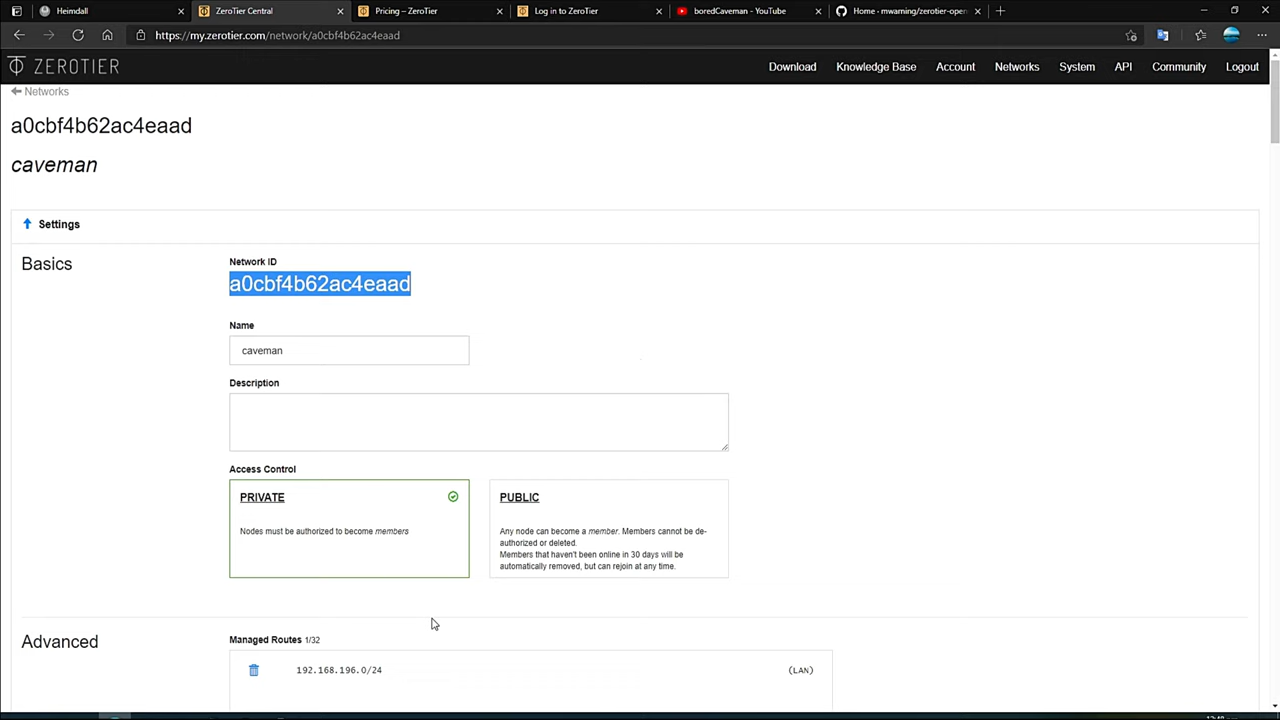 Heimdall
ZeroTier Central
Pricing – ZeroTier
Log in to ZeroTier
boredCaveman - YouTube
Home · mwarning/zerotier-open
https://my.zerotier.com/network/a0cbf4b62ac4eaad
ZEROTIER
Download
Knowledge Base
Account
Networks
System
API
Community
Logout
Networks
a0cbf4b62ac4eaad
caveman
Settings
Basics
Network ID
a0cbf4b62ac4eaad
Name
caveman
Description
Access Control
PRIVATE
Nodes must be authorized to become members
PUBLIC
Any node can become a member. Members cannot be de-
authorized or deleted.
Members that haven't been online in 30 days will be
automatically removed, but can rejoin at any time.
Advanced
Managed Routes 1/32
192.168.196.0/24
(LAN)